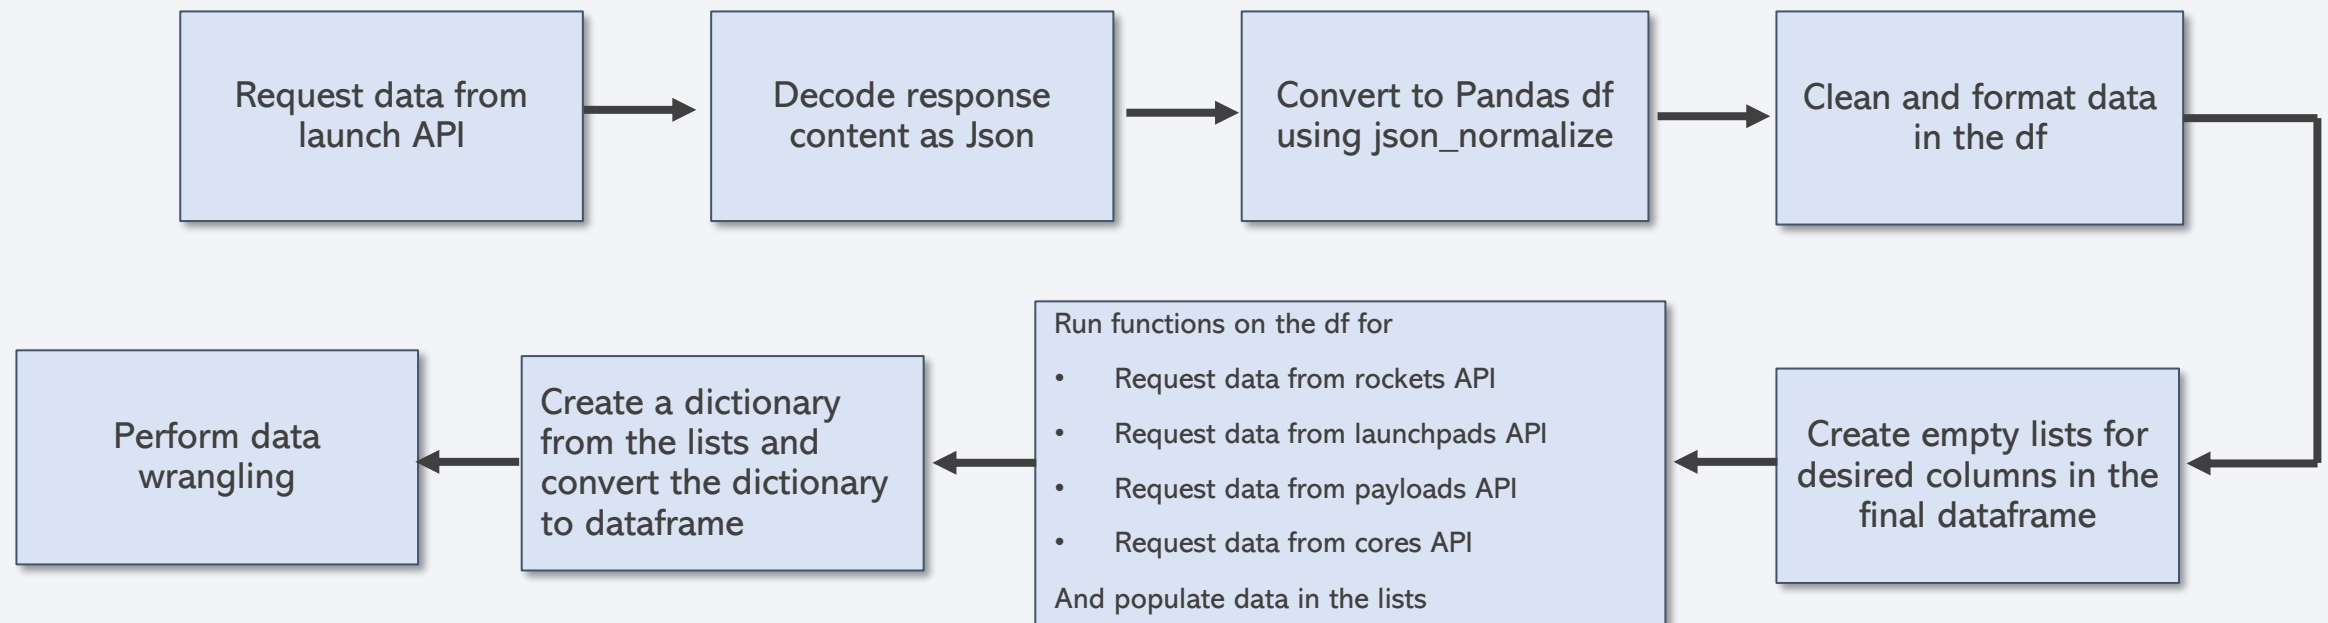 Request data from
launch API
Decode response
content as Json
Convert to Pandas df
using json_normalize
Clean and format data
in the df
Create empty lists for
desired columns in the
final dataframe
Run functions on the df for
• Request data from rockets API
• Request data from launchpads API
• Request data from payloads API
• Request data from cores API
And populate data in the lists
Create a dictionary
from the lists and
convert the dictionary
to dataframe
Perform data
wrangling